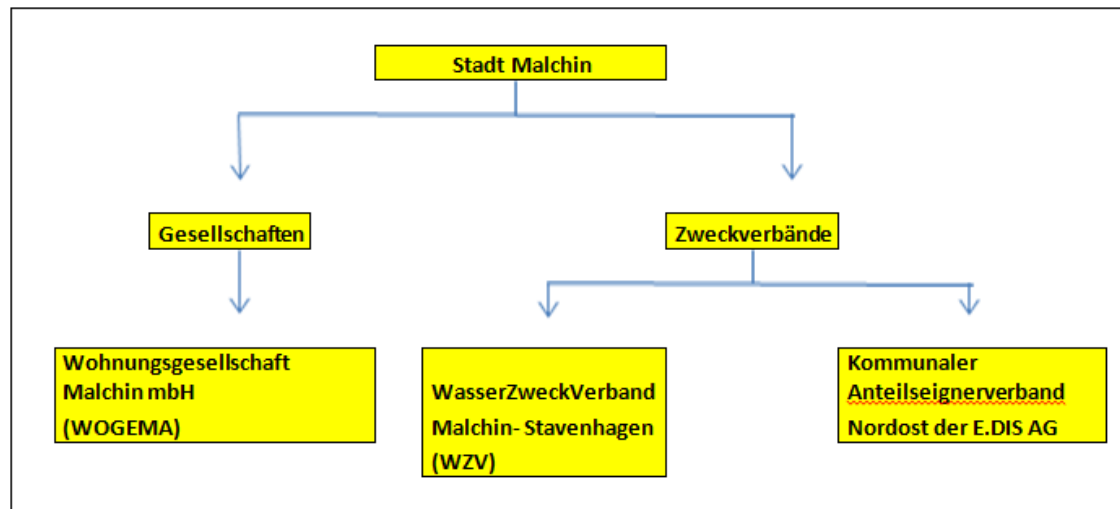 Stadt Malchin
Gesellschaften
Zweckverbände
Wohnungsgesellschaft
Malchin mbH
(WOGEMA)
WasserZweckVerband
Malchin- Stavenhagen
(WZV)
Kommunaler
Anteilseignerverband
Nordost der E.DIS AG